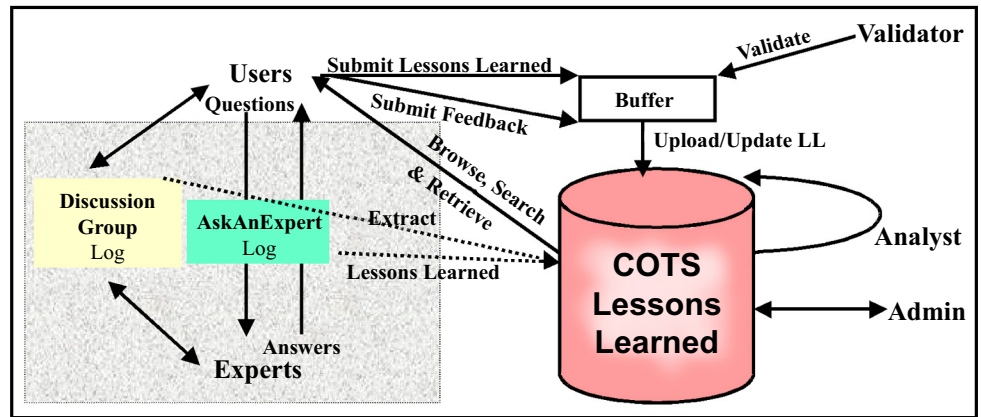 Validator
Validate
Users
Submit Lessons Learned
Questions
Submit Feedback
Buffer
Upload/Update LL
Browse, Search
& Retrieve
Discussion
Group
Log
AskAnExpert
Log
Extract
Lessons Learned
COTS
Lessons
Learned
Analyst
Admin
Answers
Experts